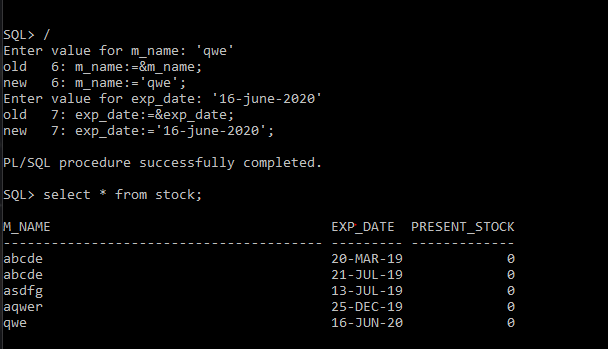 SQL> /
Enter value for m_name: 'qwe'
old   6: m_name:=&m_name;
new   6: m_name:='qwe';
Enter value for exp_date: '16-june-2020'
old   7: exp_date:=&exp_date;
new   7: exp_date:='16-june-2020';
PL/SQL procedure successfully completed.
SQL> select * from stock;
M_NAME                                   EXP_DATE  PRESENT_STOCK
---------------------------------------- --------- -------------
abcde                                    20-MAR-19             0
abcde                                    21-JUL-19             0
asdfg                                    13-JUL-19             0
aqwer                                    25-DEC-19             0
qwe                                      16-JUN-20             0